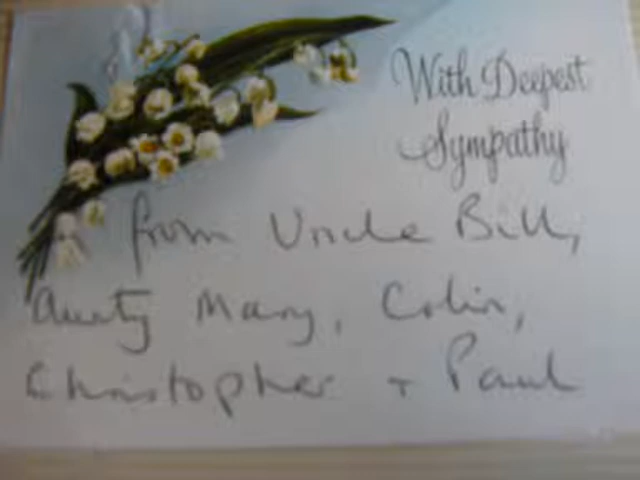 With Deepest
Sympathy
from Uncle Bill,
Aunty Mary, Colin,
Christopher + Paul